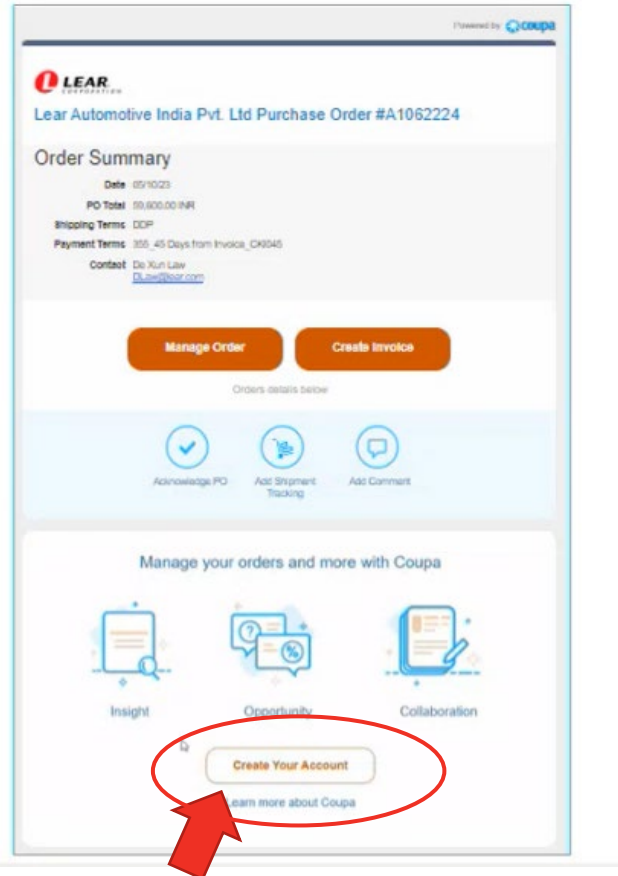 Powered by coupa
LEAR
CORPORATION
Lear Automotive India Pvt. Ltd Purchase Order #A1062224
Order Summary
Date 05/10/23
PO Total 59,600.00 INR
Shipping Terms DDP
Payment Terms 355_45 Days from Invoice_
Contact De Xun Law
DLaw@lear.com
Manage Order
Create Invoice
Orders details below
Acknowledge PO
Add Shipment
Tracking
Add Comment
Manage your orders and more with Coupa
?
%
Insight
Opportunity
Collaboration
Create Your Account
Learn more about Coupa